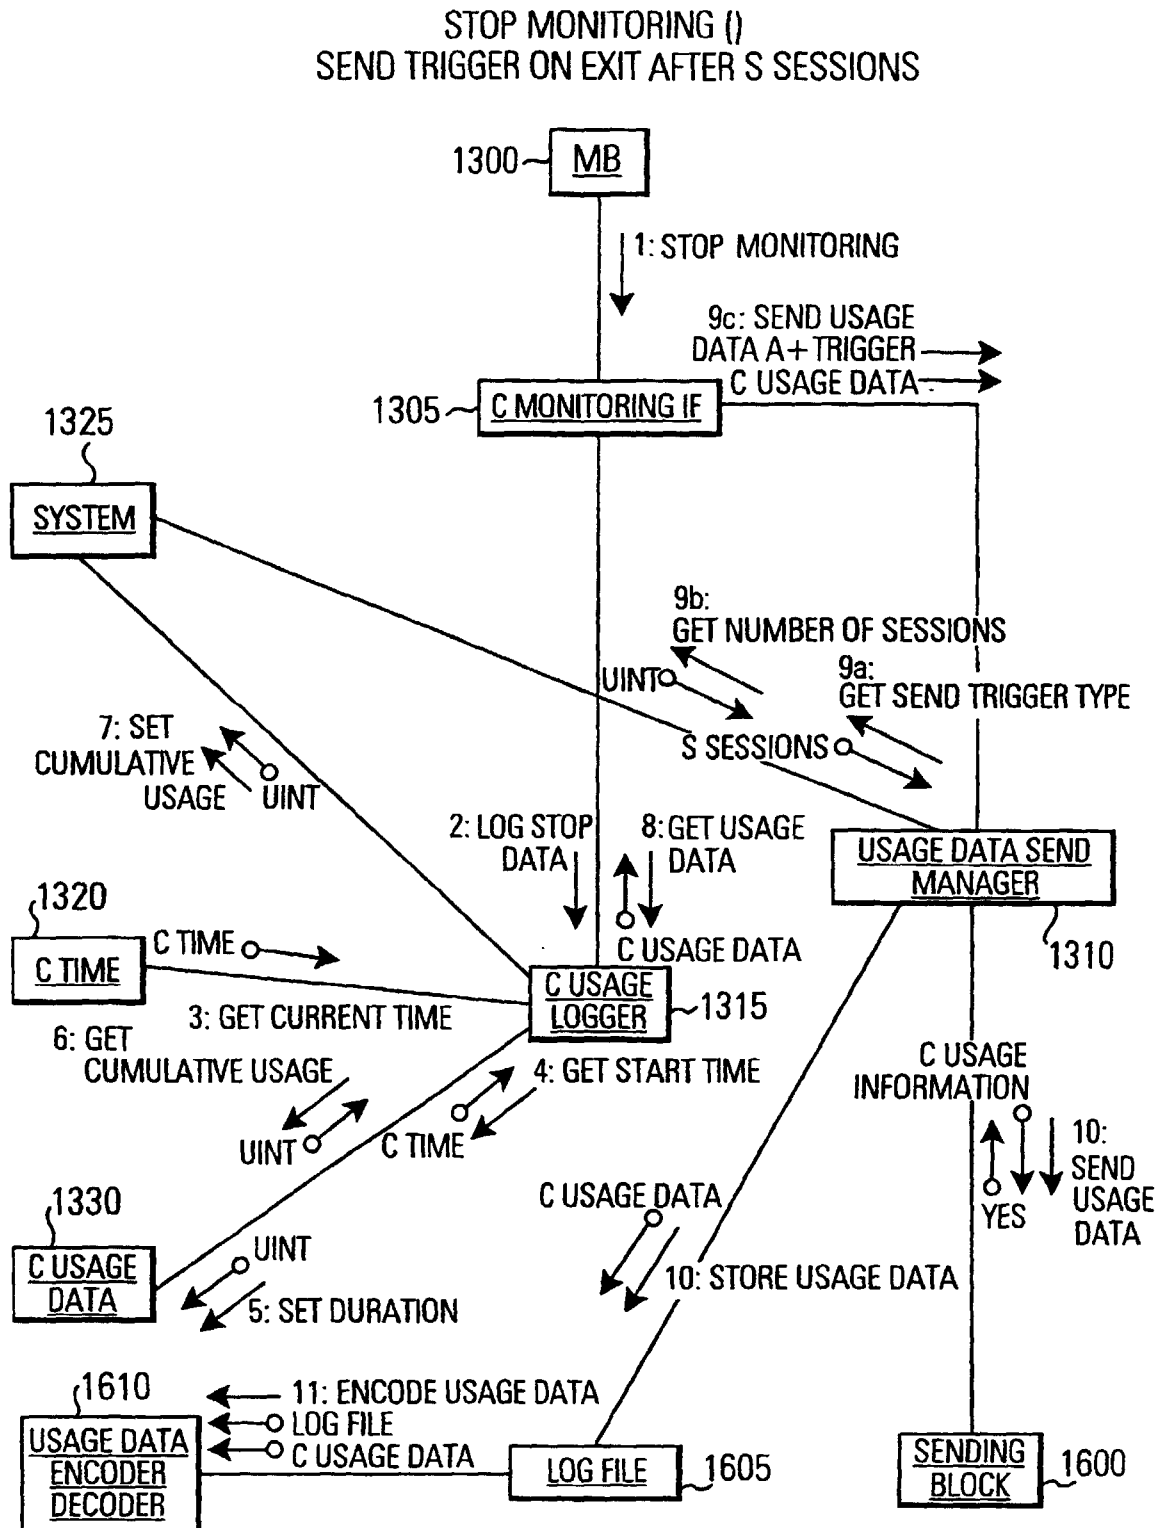 STOP MONITORING ()
SEND TRIGGER ON EXIT AFTER S SESSIONS
1300
MB
1: STOP MONITORING
9c: SEND USAGE
DATA A+TRIGGER
C USAGE DATA
1305
C MONITORING IF
1325
SYSTEM
9b:
GET NUMBER OF SESSIONS
UINT
9a:
GET SEND TRIGGER TYPE
S SESSIONS
7: SET
CUMULATIVE
USAGE
UINT
2: LOG STOP
DATA
8: GET USAGE
DATA
C USAGE DATA
USAGE DATA SEND
MANAGER
1310
1320
C TIME
C TIME
3: GET CURRENT TIME
C USAGE
LOGGER
1315
6: GET
CUMULATIVE USAGE
UINT
4: GET START TIME
C TIME
C USAGE
INFORMATION
10:
SEND
USAGE
DATA
YES
1330
C USAGE
DATA
UINT
5: SET DURATION
C USAGE DATA
10: STORE USAGE DATA
1610
USAGE DATA
ENCODER
DECODER
11: ENCODE USAGE DATA
LOG FILE
C USAGE DATA
LOG FILE
1605
SENDING
BLOCK
1600